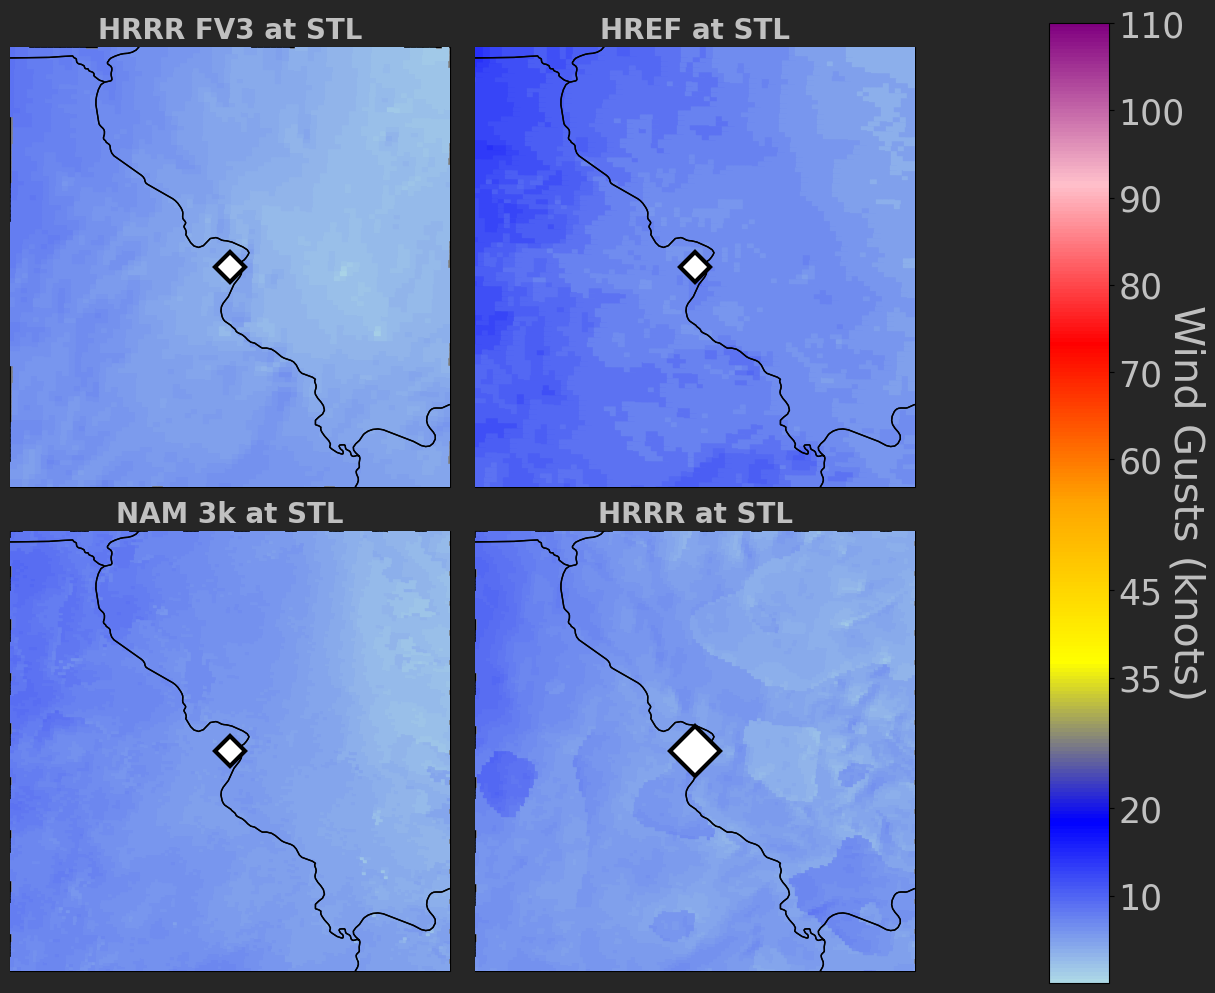 HRRR FV3 at STL
HREF at STL
NAM 3k at STL
HRRR at STL
110
100
90
80
70
60
45
35
20
10
Wind Gusts (knots)